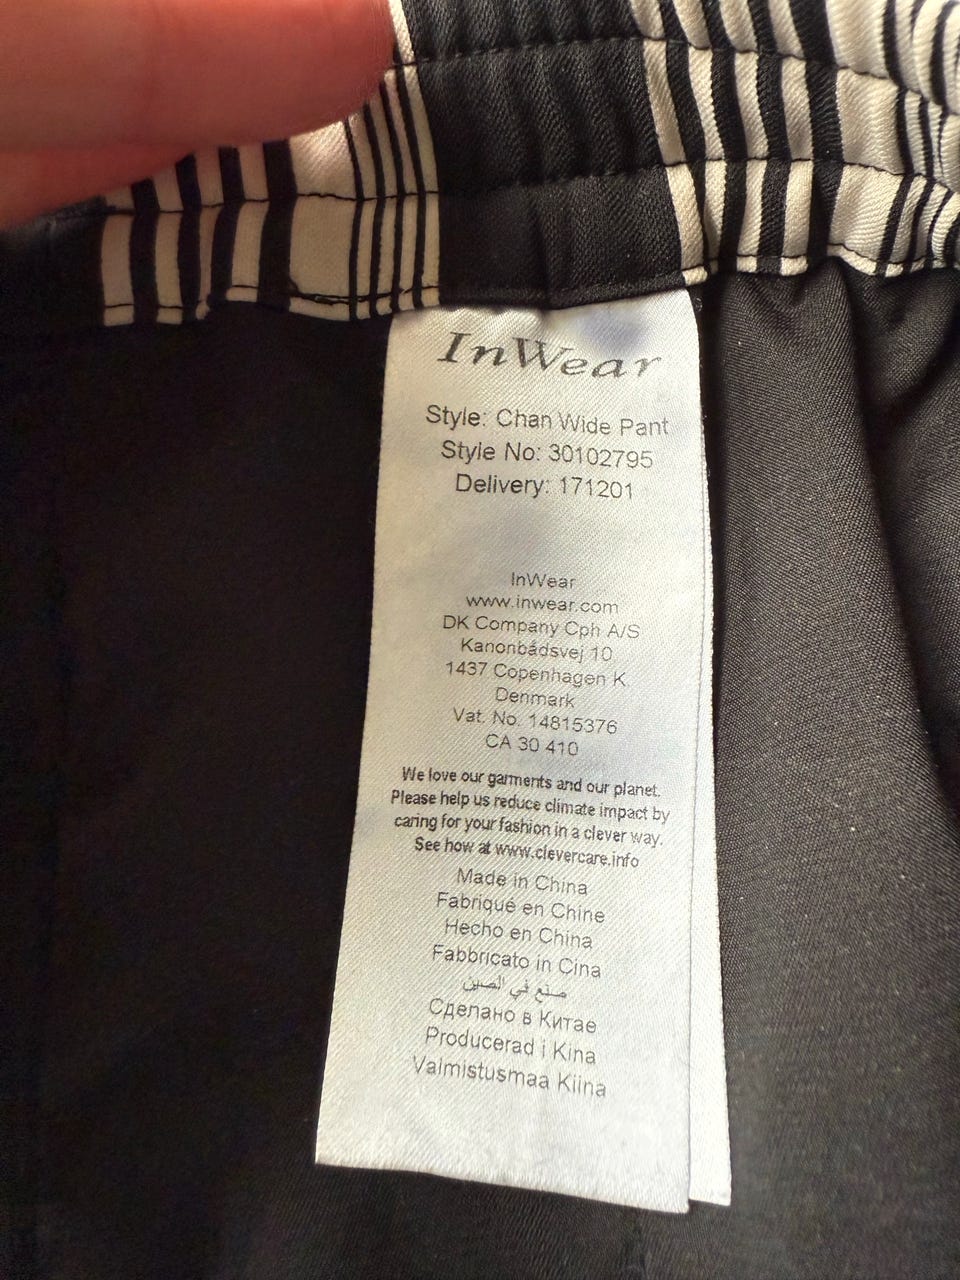 InWear
Style: Chan Wide Pant
Style No: 30102795
Delivery: 171201
InWear
www.inwear.com
DK Company Cph A/S
Kanonbådsvej 10
1437 Copenhagen K
Denmark
Vat. No. 14815376
CA 30 410
We love our garments and our planet.
Please help us reduce climate impact by
caring for your fashion in a clever way.
See how at www.clevercare.info
Made in China
Fabriqué en Chine
Hecho en China
Fabbricato in Cina
صنع في الصين
Сделано в Китае
Producerad i Kina
Valmistusmaa Kiina